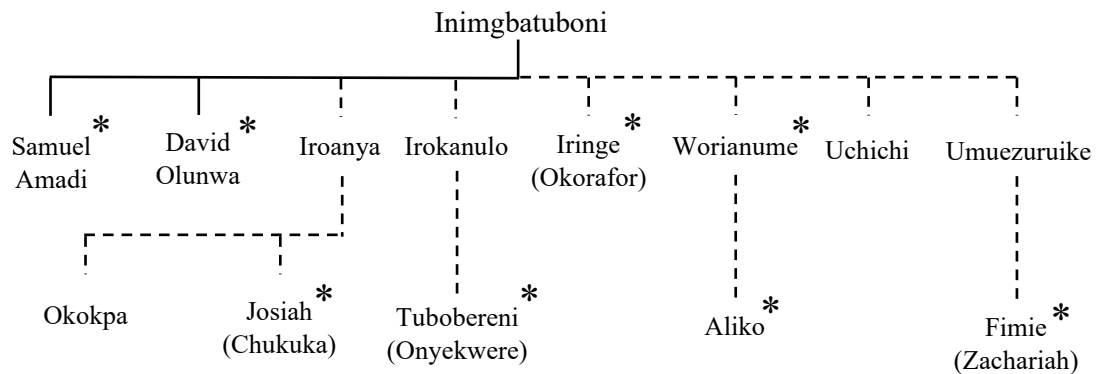 Inimgbatuboni
Samuel* Amadi
David* Olunwa
Iroanya
Irokanulo
Iringe* (Okorafor)
Worianume*
Uchichi
Umuezuruike
Okokpa
Josiah* (Chukuka)
Tubobereni* (Onyekwere)
Aliko*
Fimie* (Zachariah)